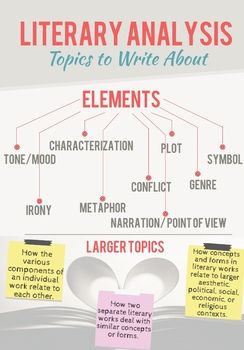 LITERARY ANALYSIS
Topics to Write About
ELEMENTS
TONE/MOOD
CHARACTERIZATION
PLOT
SYMBOL
IRONY
METAPHOR
CONFLICT
GENRE
NARRATION/ POINT OF VIEW
LARGER TOPICS
How the
various
components of
an individual
work relate to
each other.
How two
separate literary
works deal with
similar concepts
or forms.
How concepts
and forms in
literary works
relate to larger
aesthetic,
political, social,
economic, or
religious
contexts.